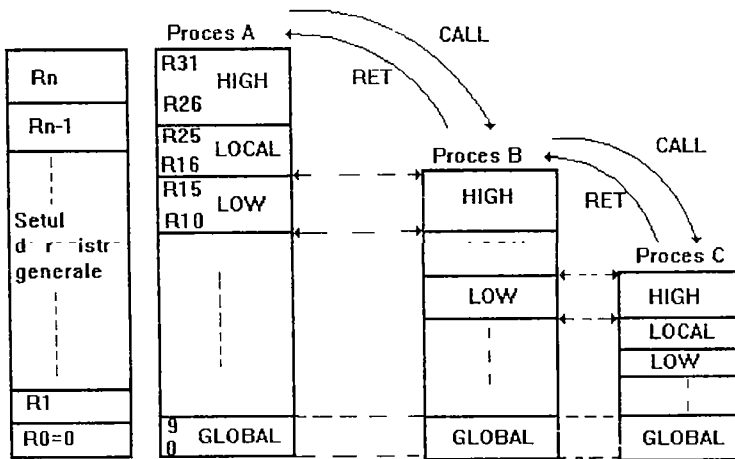 Proces A
CALL
RET
Rn
Rn-1
Setul
generale
R1
R0=0
R31
HIGH
R26
R25
LOCAL
R16
R15
LOW
R10
9
GLOBAL
0
Proces B
CALL
RET
HIGH
LOW
GLOBAL
Proces C
HIGH
LOCAL
LOW
GLOBAL